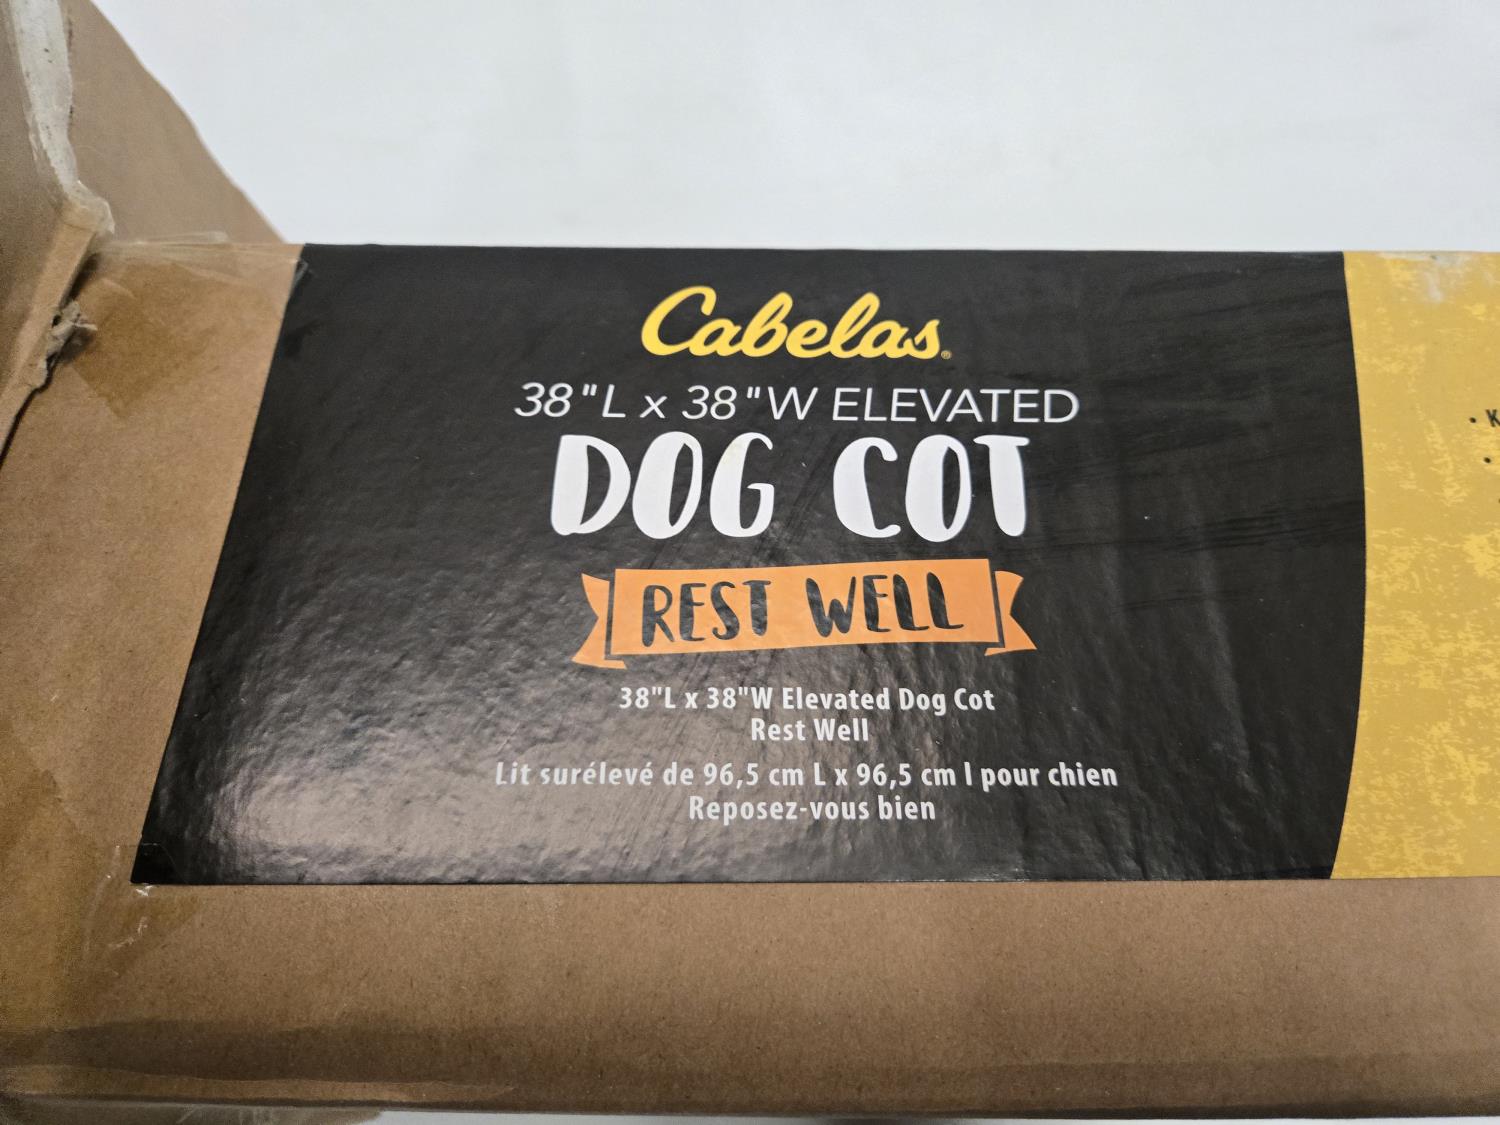 Cabelas®
38"L x 38"W ELEVATED
DOG COT
REST WELL
38"L x 38"W Elevated Dog Cot
Rest Well
Lit surélevé de 96,5 cm L x 96,5 cm l pour chien
Reposez-vous bien